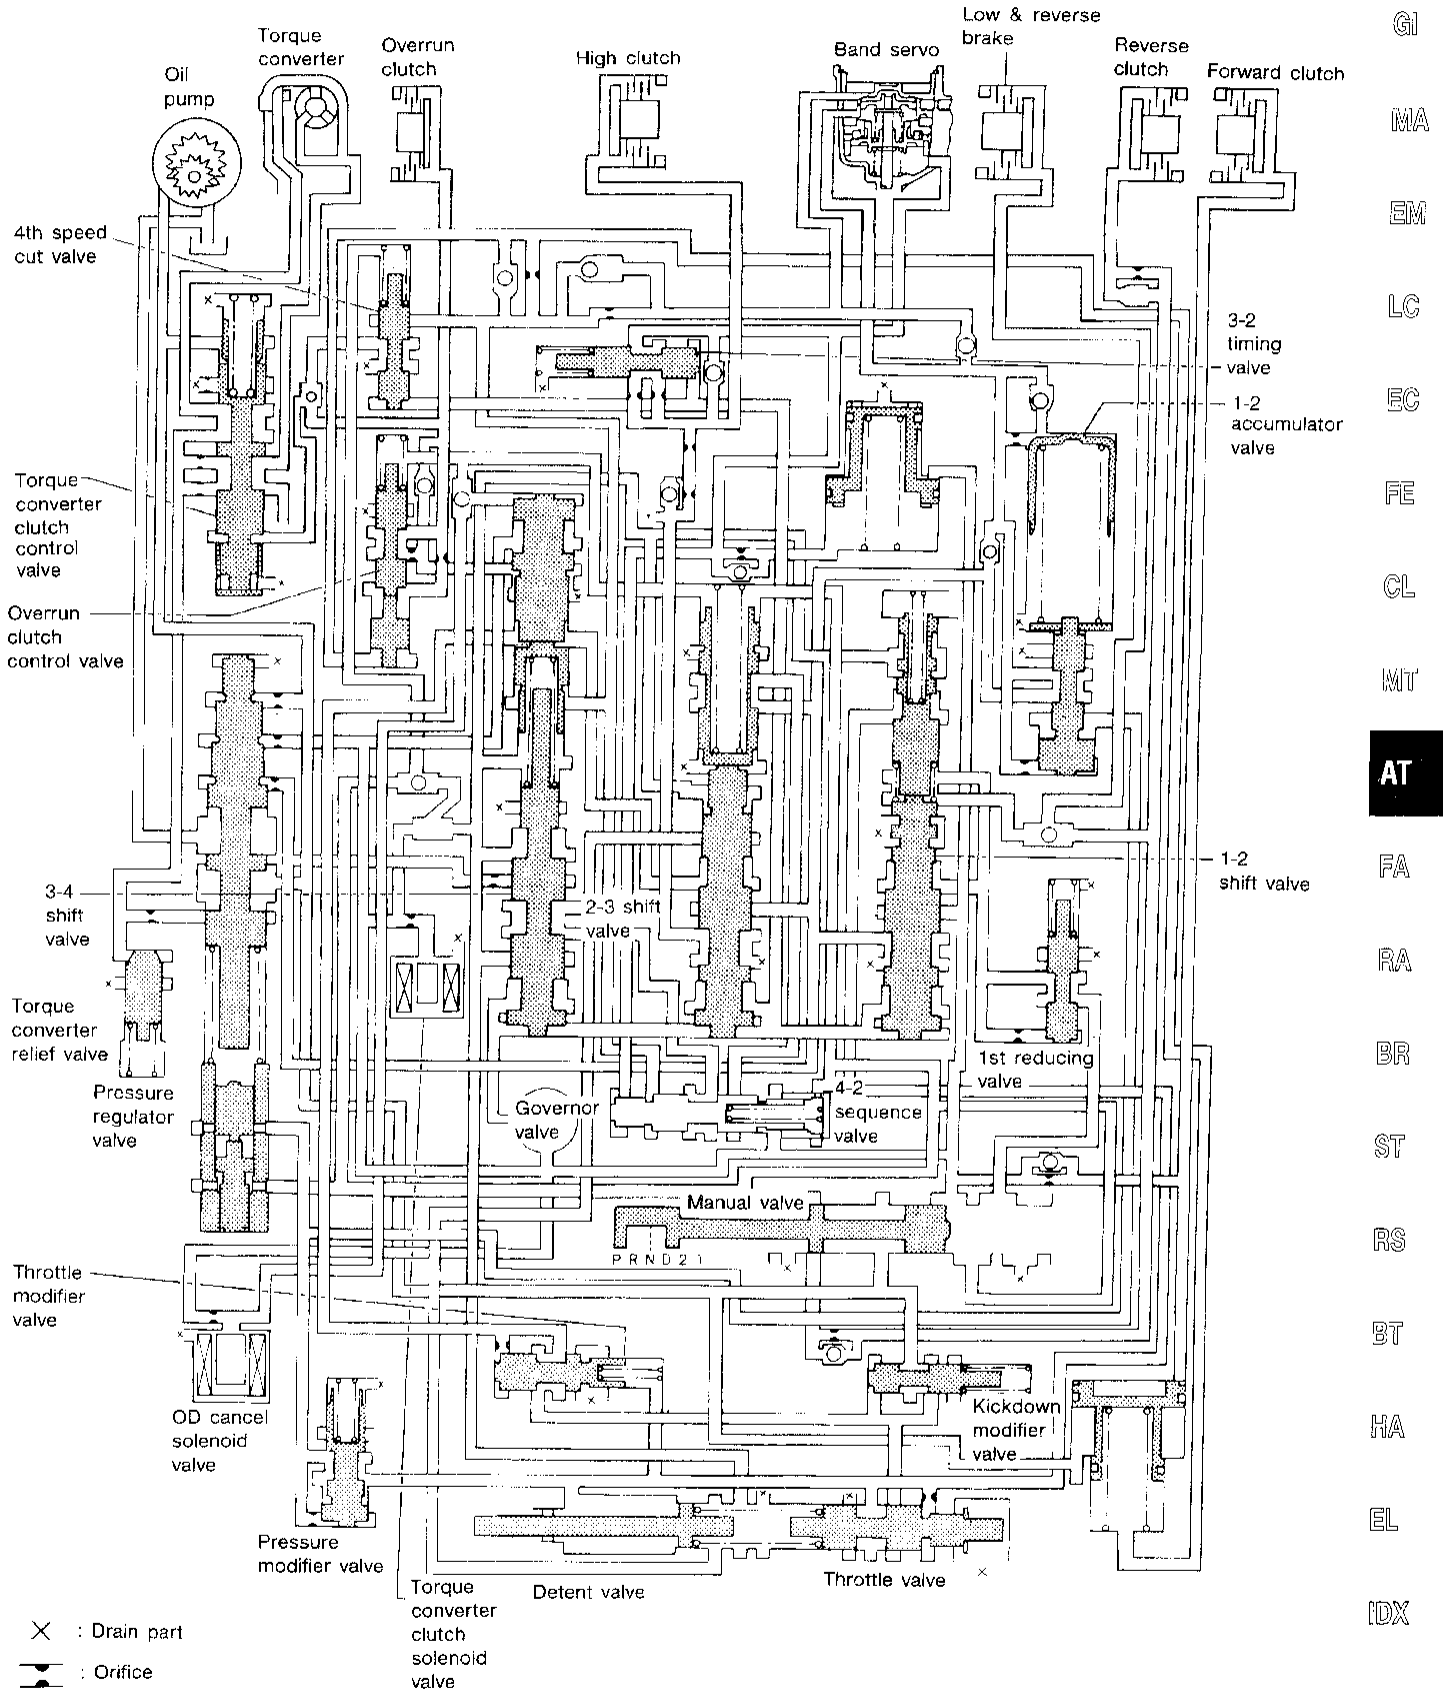 Low & reverse
brake
Torque
converter
Overrun
clutch
High clutch
Band servo
Reverse
clutch
Forward clutch
Oil
pump
4th speed
cut valve
3-2
timing
valve
1-2
accumulator
valve
Torque
converter
clutch
control
valve
Overrun
clutch
control valve
3-4
shift
valve
2-3 shift
valve
1-2
shift valve
Torque
converter
relief valve
Pressure
regulator
valve
1st reducing
valve
Governor
valve
4-2
sequence
valve
Manual valve
P R N D 2 1
Throttle
modifier
valve
OD cancel
solenoid
valve
Kickdown
modifier
valve
Pressure
modifier valve
Torque
converter
clutch
solenoid
valve
Detent valve
Throttle valve
× : Drain part
: Orifice
GI
MA
EM
LC
EC
FE
CL
MT
AT
FA
RA
BR
ST
RS
BT
HA
EL
IDX